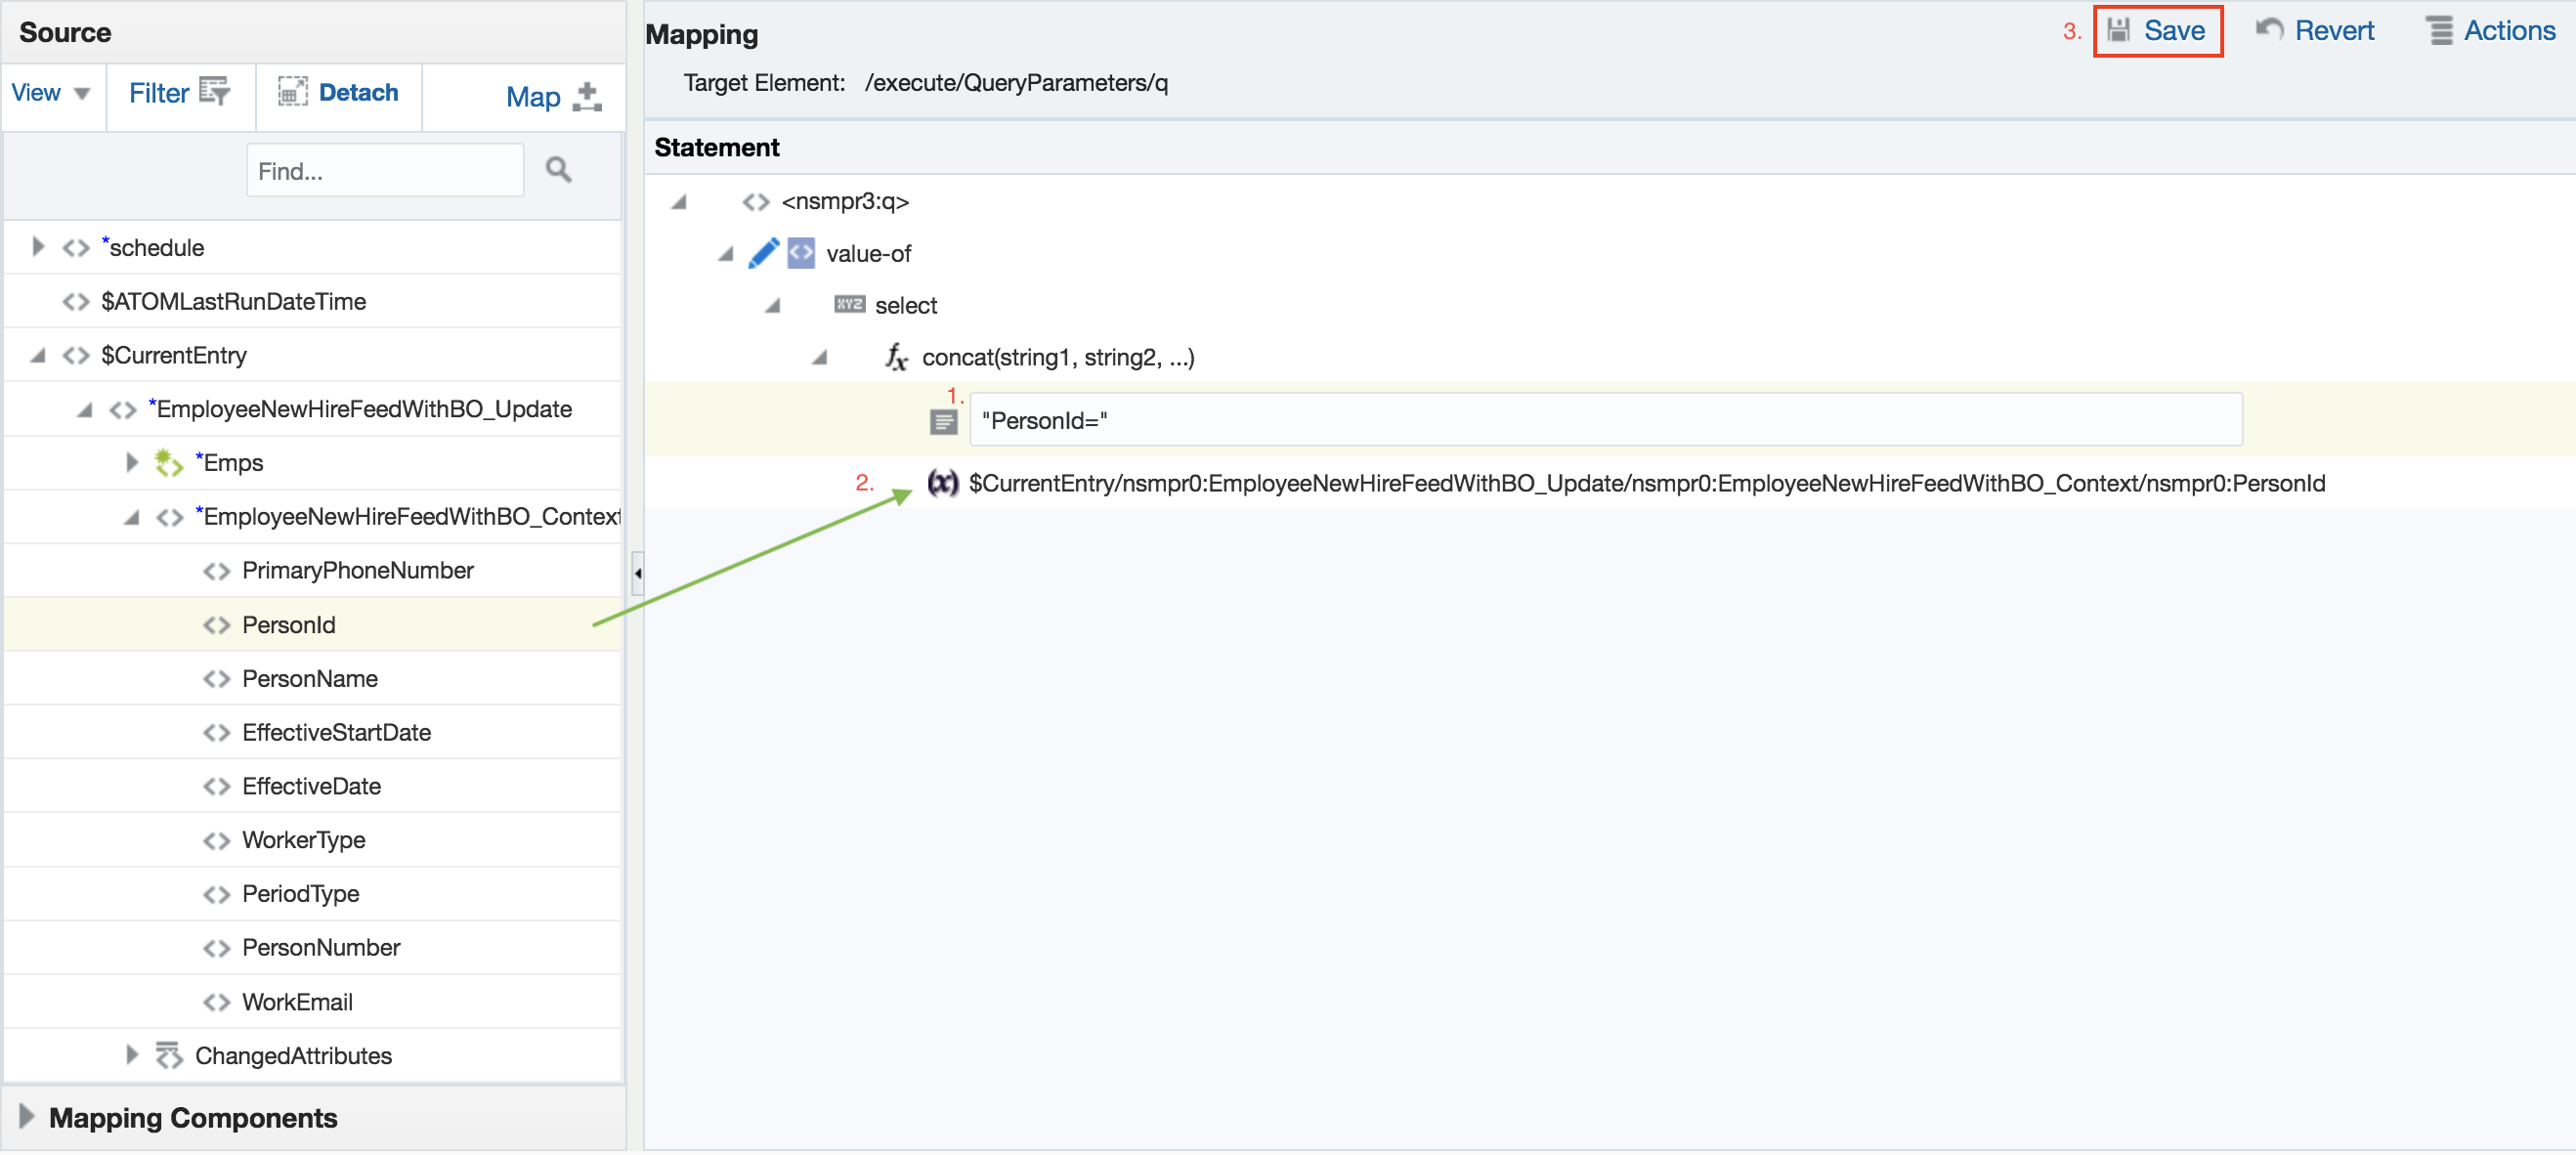 Source
View
Filter
Detach
Map
Find...
*schedule
$ATOMLastRunDateTime
$CurrentEntry
*EmployeeNewHireFeedWithBO_Update
*Emps
*EmployeeNewHireFeedWithBO_Context
PrimaryPhoneNumber
PersonId
PersonName
EffectiveStartDate
EffectiveDate
WorkerType
PeriodType
PersonNumber
WorkEmail
ChangedAttributes
Mapping Components
Mapping
3. Save
Revert
Actions
Target Element: /execute/QueryParameters/q
Statement
<nsmpr3:q>
value-of
XYZ select
fx concat(string1, string2, ...)
1. "PersonId="
2. (x) $CurrentEntry/nsmpr0:EmployeeNewHireFeedWithBO_Update/nsmpr0:EmployeeNewHireFeedWithBO_Context/nsmpr0:PersonId